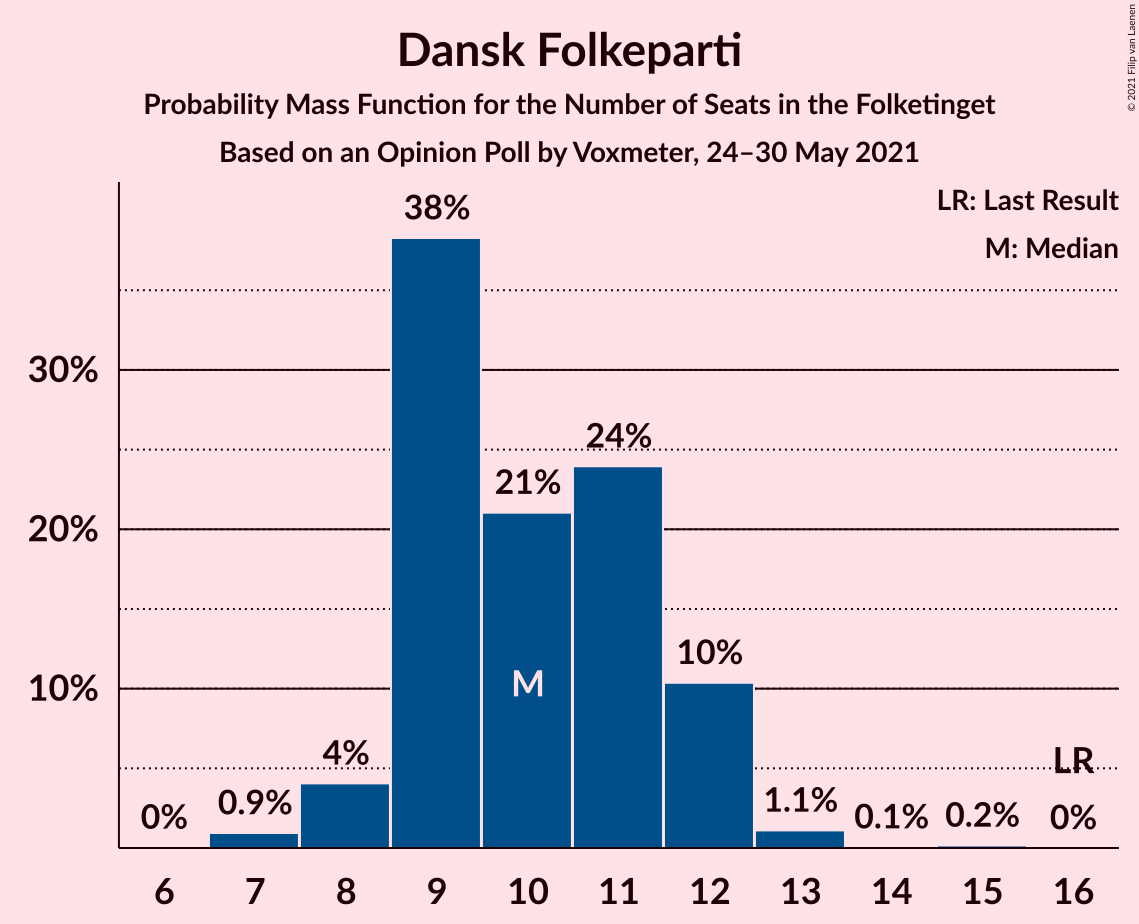 Dansk Folkeparti
Probability Mass Function for the Number of Seats in the Folketinget
Based on an Opinion Poll by Voxmeter, 24–30 May 2021
© 2021 Filip van Laenen
LR: Last Result
M: Median
38%
30%
24%
21%
20%
10%
M
10%
4%
LR
0%
0.9%
1.1%
0.1%
0.2%
0%
6 7 8 9 10 11 12 13 14 15 16